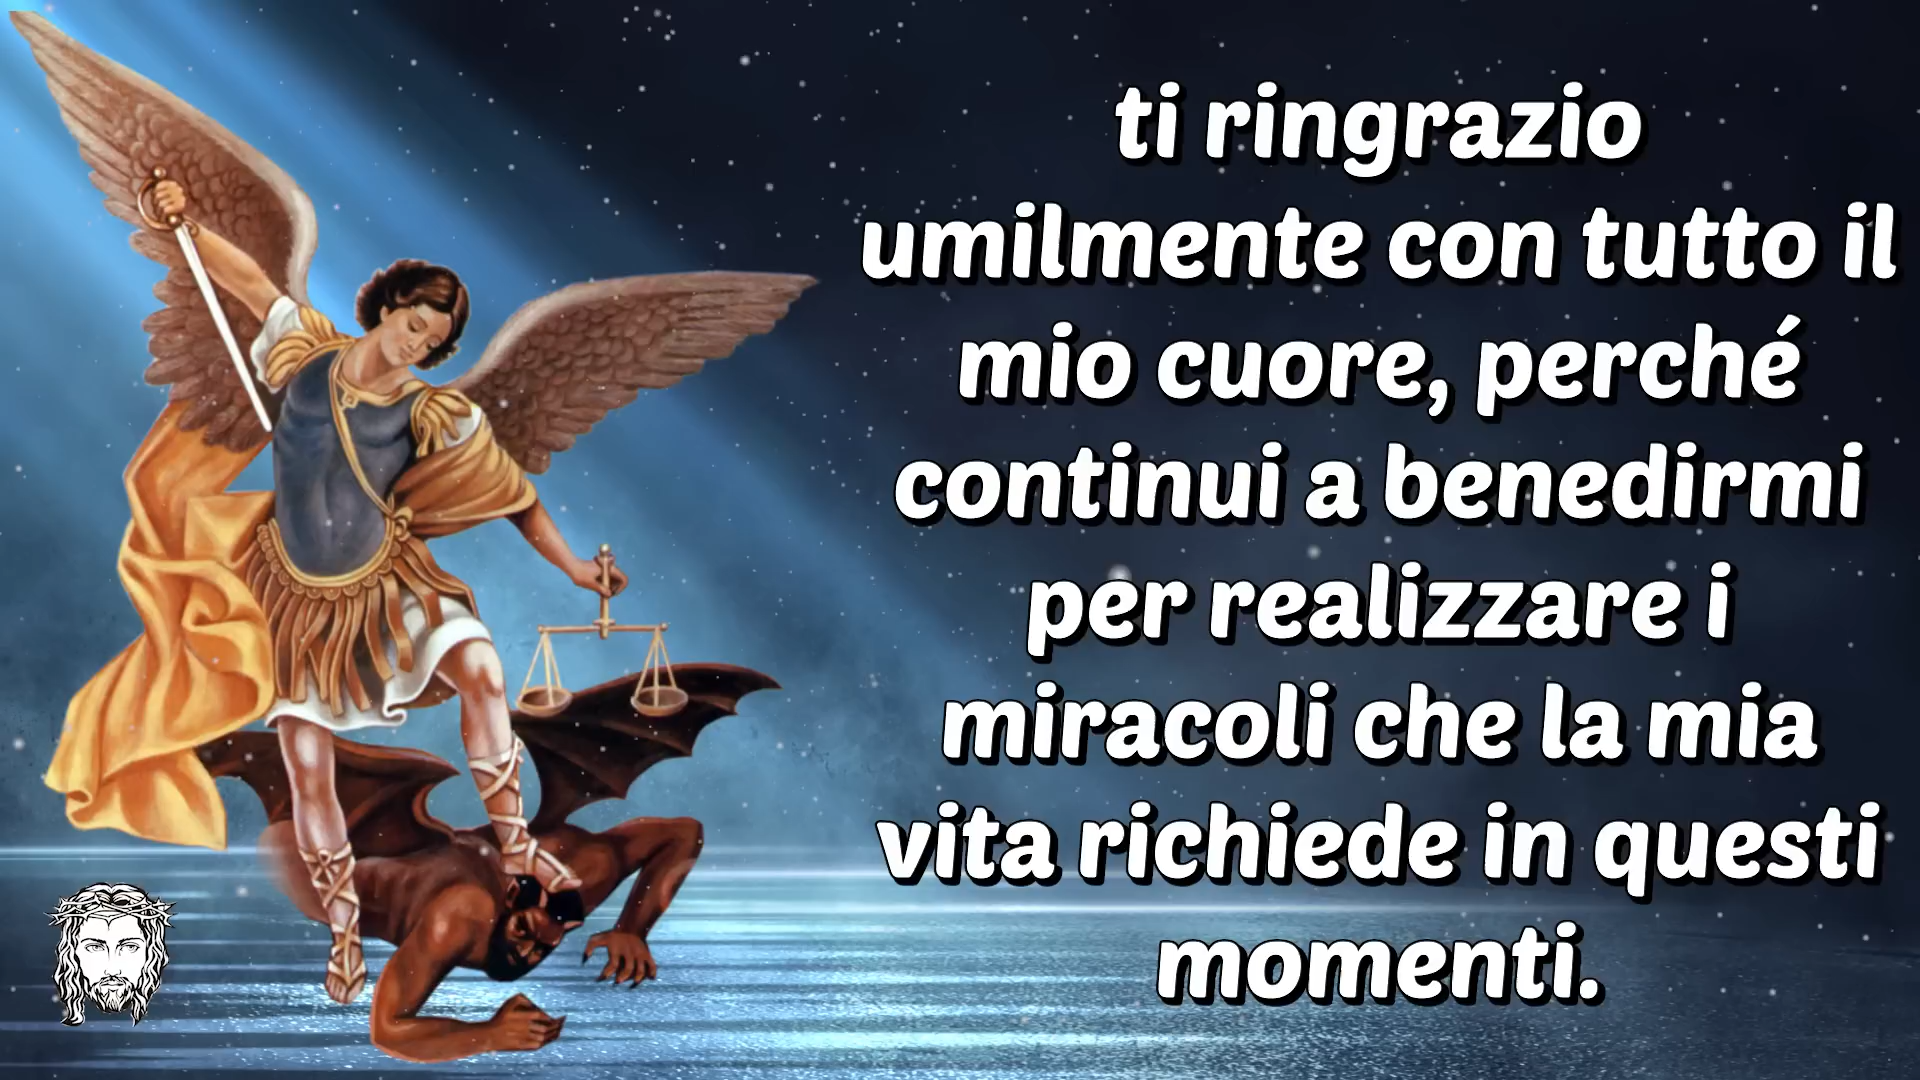 ti ringrazio
umilmente con tutto il
mio cuore, perché
continui a benedirmi
per realizzare i
miracoli che la mia
vita richiede in questi
momenti.